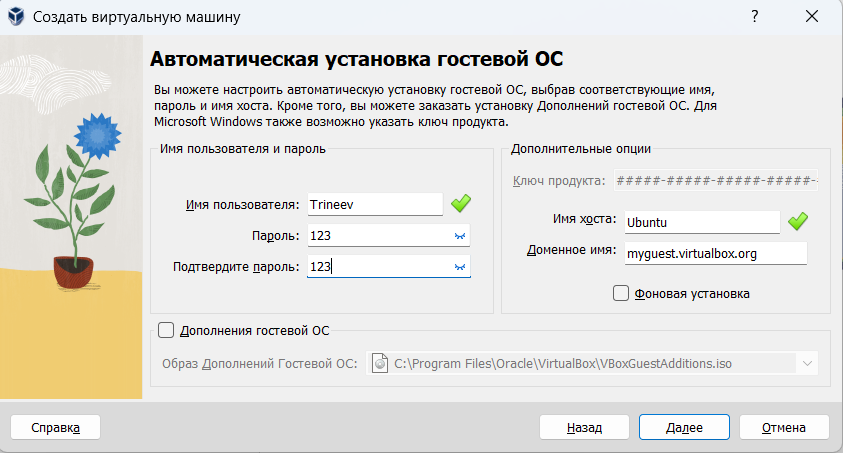 Создать виртуальную машину
?
Автоматическая установка гостевой ОС
Вы можете настроить автоматическую установку гостевой ОС, выбрав соответствующие имя,
пароль и имя хоста. Кроме того, вы можете заказать установку Дополнений гостевой ОС. Для
Microsoft Windows также возможно указать ключ продукта.
Имя пользователя и пароль
Имя пользователя: Trineev
Пароль: 123
Подтвердите пароль: 123
Дополнительные опции
Ключ продукта: #####-#####-#####-#####-
Имя хоста: Ubuntu
Доменное имя: myguest.virtualbox.org
Фоновая установка
Дополнения гостевой ОС
Образ Дополнений Гостевой ОС: C:\Program Files\Oracle\VirtualBox\VBoxGuestAdditions.iso
Справка Назад Далее Отмена